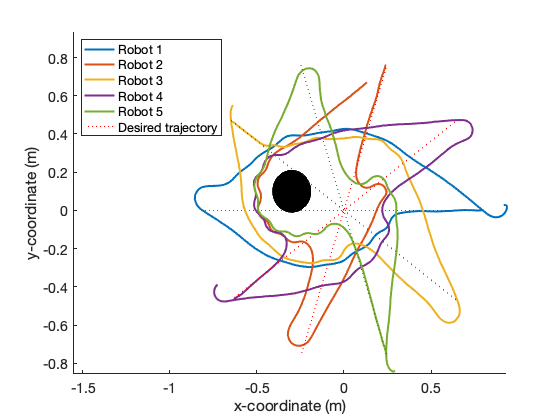 Robot 1
Robot 2
Robot 3
Robot 4
Robot 5
Desired trajectory
0.8
0.6
0.4
0.2
0
-0.2
-0.4
-0.6
-0.8
y-coordinate (m)
-1.5
-1
-0.5
0
0.5
x-coordinate (m)